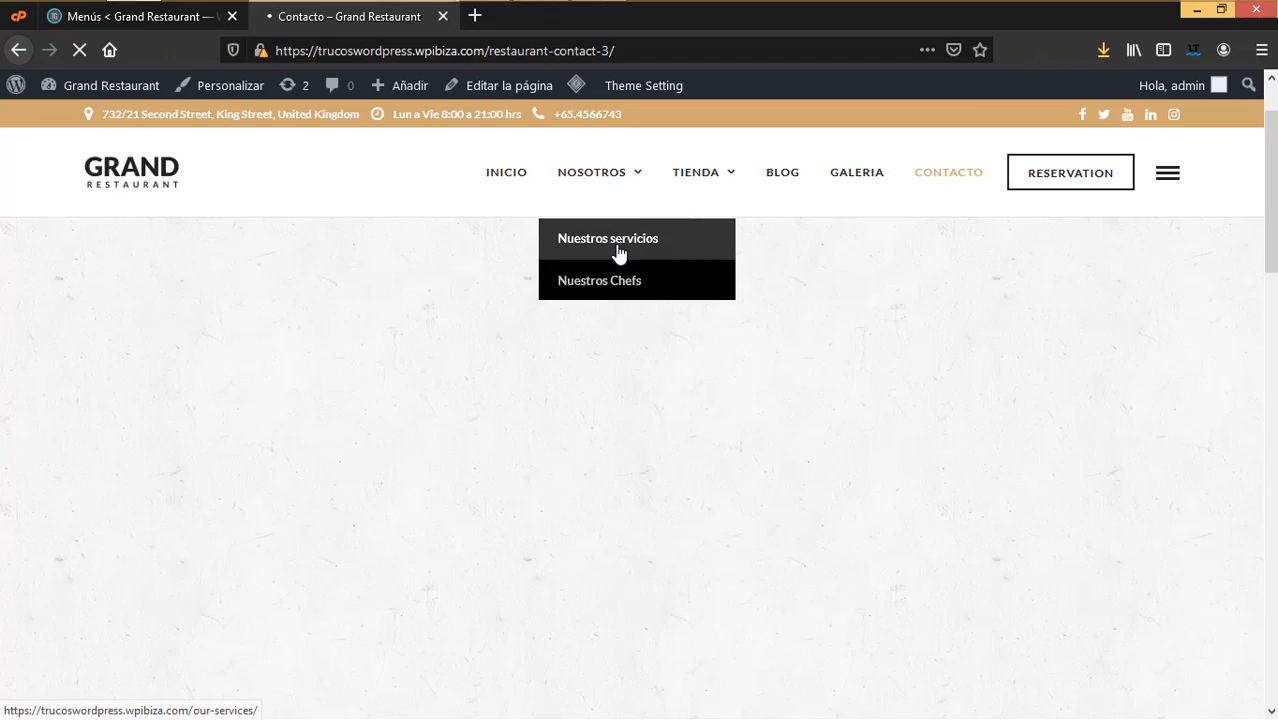 Menús < Grand Restaurant — W
Contacto – Grand Restaurant
https://trucoswordpress.wpibiza.com/restaurant-contact-3/
Grand Restaurant
Personalizar
2
0
Añadir
Editar la página
Theme Setting
Hola, admin
732/21 Second Street, King Street, United Kingdom
Lun a Vie 8:00 a 21:00 hrs
+65.4566743
GRAND
RESTAURANT
INICIO
NOSOTROS
TIENDA
BLOG
GALERIA
CONTACTO
RESERVATION
Nuestros servicios
Nuestros Chefs
https://trucoswordpress.wpibiza.com/our-services/